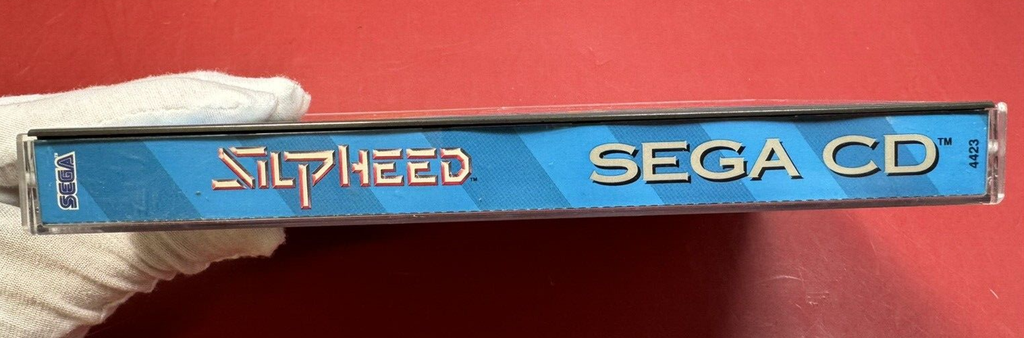 SEGA
SILPHEED™
SEGA CD™
4423